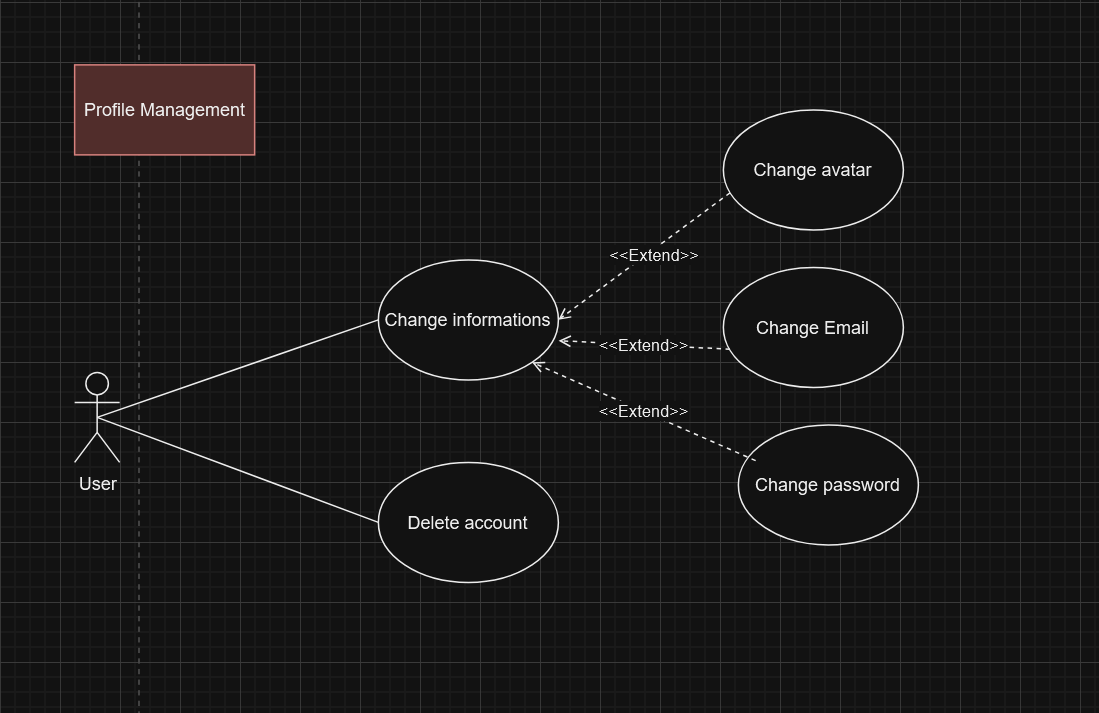 Profile Management
Change avatar
<<Extend>>
Change informations
Change Email
<<Extend>>
<<Extend>>
User
Change password
Delete account